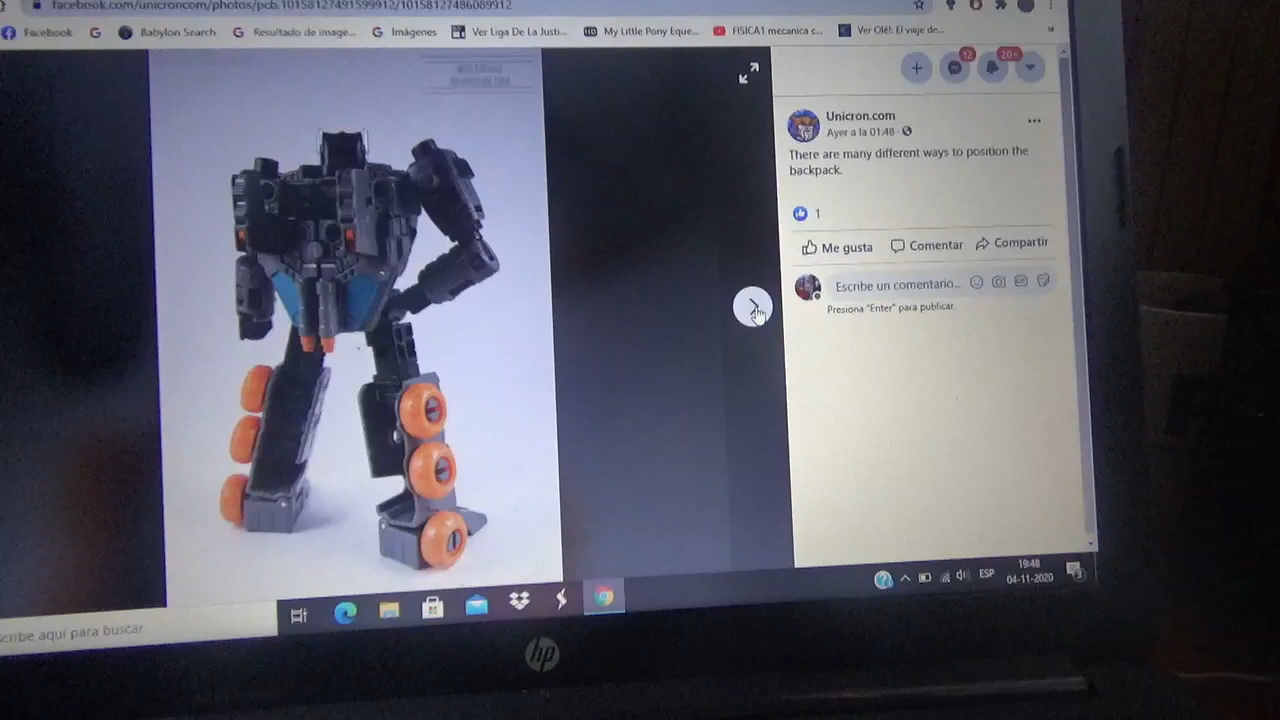 facebook.com/unicroncom/photos/pcb.10158127491599912/10158127486089912
Facebook
Babylon Search
Resultado de image...
Imágenes
Ver Liga De La Justi...
My Little Pony Eque...
FISICA1 mecanica c...
Ver Olé!: El viaje de...
»
12
20+
Unicron.com
Ayer a la 01:48
There are many different ways to position the
backpack.
1
Me gusta
Comentar
Compartir
Escribe un comentario...
Presiona "Enter" para publicar.
cribe aquí para buscar
ESP
19:48
04-11-2020
hp